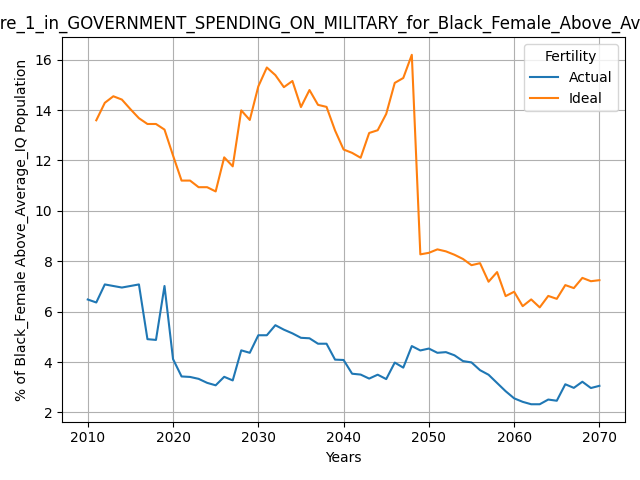 re_1_in_GOVERNMENT_SPENDING_ON_MILITARY_for_Black_Female_Above_Av
% of Black_Female Above_Average_IQ Population
16
14
12
10
8
6
4
2
Fertility
Actual
Ideal
2010 2020 2030 2040 2050 2060 2070
Years